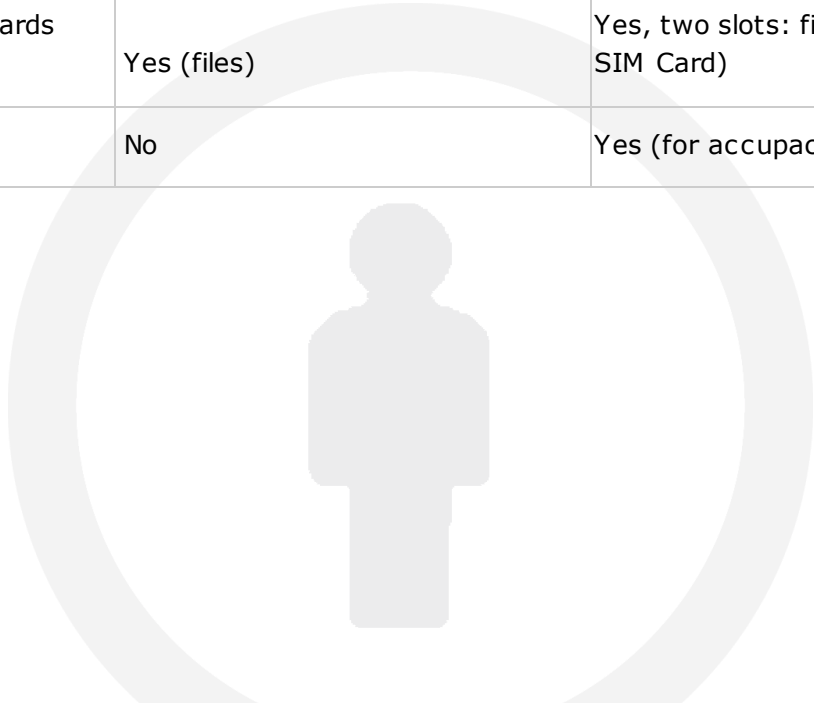 ards
Yes (files)
Yes, two slots: fi
SIM Card)
No
Yes (for accupac